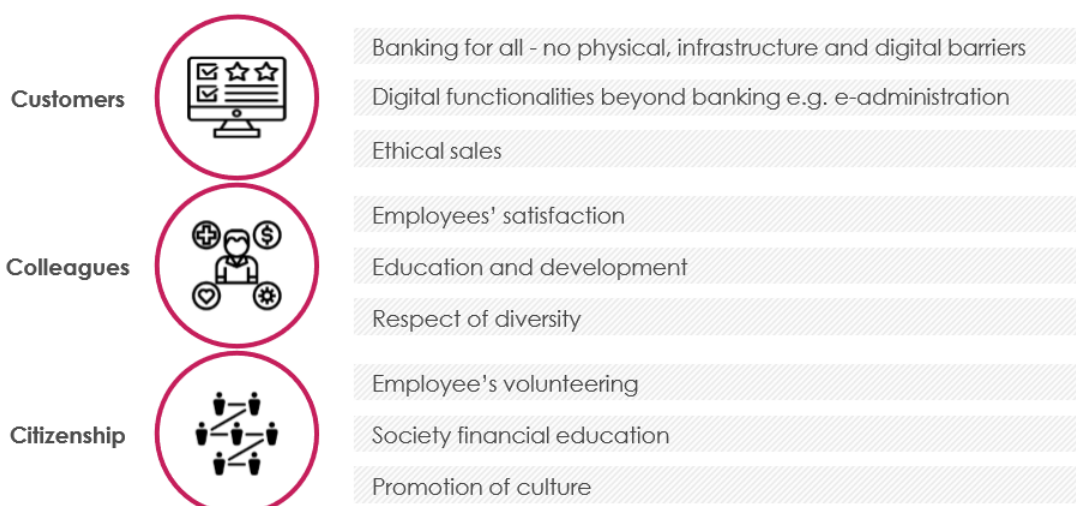 Customers
Banking for all - no physical, infrastructure and digital barriers
Digital functionalities beyond banking e.g. e-administration
Ethical sales
Colleagues
Employees’ satisfaction
Education and development
Respect of diversity
Citizenship
Employee’s volunteering
Society financial education
Promotion of culture